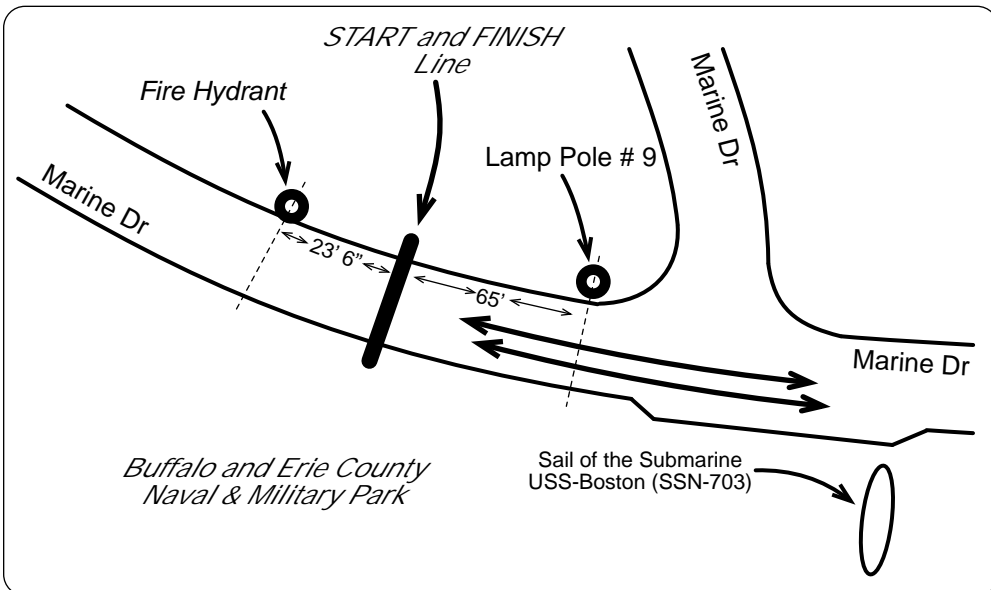 START and FINISH
Line
Fire Hydrant
Lamp Pole # 9
Marine Dr
Marine Dr
23’ 6”
65’
Marine Dr
Buffalo and Erie County
Naval & Military Park
Sail of the Submarine
USS-Boston (SSN-703)